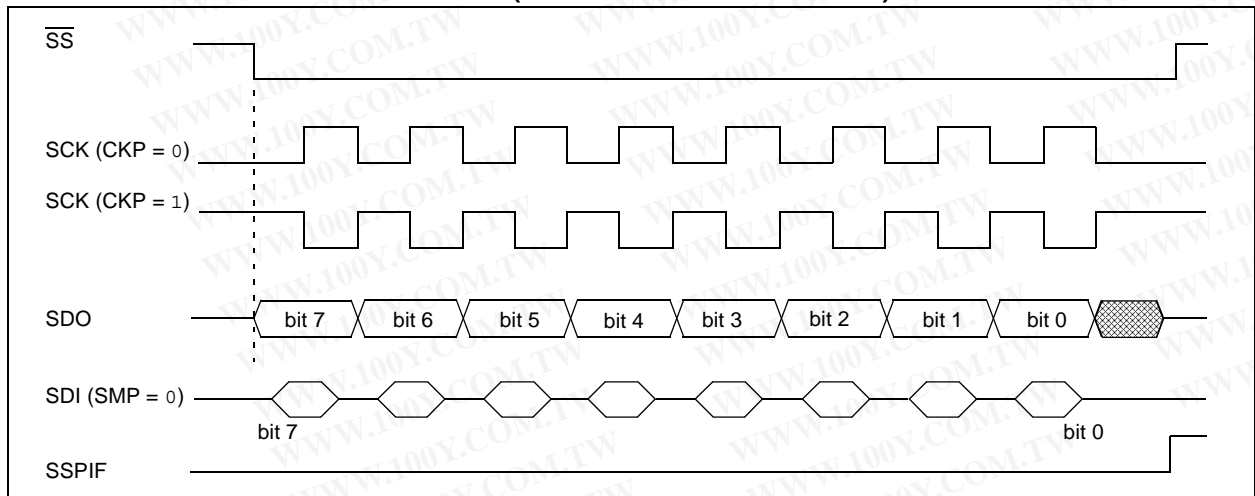 SS
SCK (CKP = 0)
SCK (CKP = 1)
SDO bit 7 bit 6 bit 5 bit 4 bit 3 bit 2 bit 1 bit 0
SDI (SMP = 0)
bit 7 bit 0
SSPIF
WWW.100Y.COM.TW